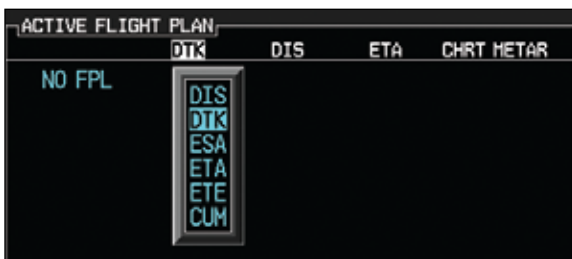 ACTIVE FLIGHT PLAN
DTK DIS ETA CHRT METAR
NO FPL
DIS
DTK
ESA
ETA
ETE
CUM